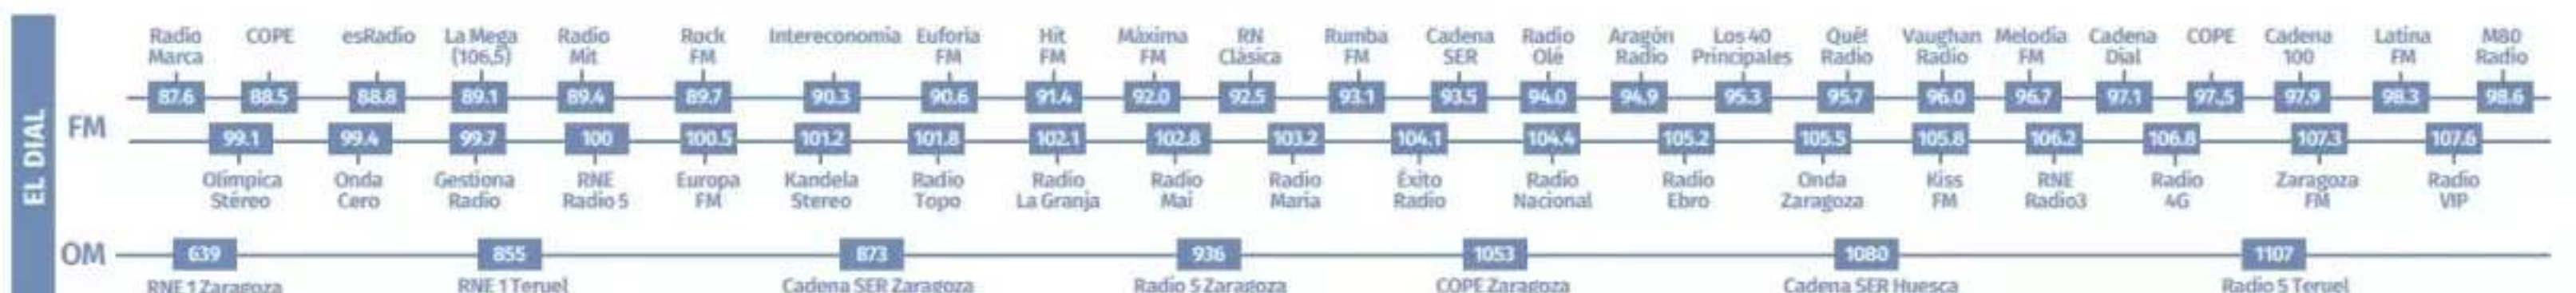 EL DIAL
Radio COPE esRadio La Mega Radio Rock Intereconomia Euforia Hit Máxima RN Rumba Cadena Radio Aragón Los 40 Qué! Vaughan Melodía Cadena COPE Cadena Latina M80
Marca (106,5) Mit FM FM FM FM Clásica FM SER Olé Radio Principales Radio Radio FM Dial 100 FM Radio
87.6 88.5 88.8 89.1 89.4 89.7 90.3 90.6 91.4 92.0 92.5 93.1 93.5 94.0 94.9 95.3 95.7 96.0 96.7 97.1 97.,5 97.9 98.3 98.6
FM
99.1 99.4 99.7 100 100.5 101.2 101.8 102.1 102.8 103.2 104.1 104.4 105.2 105.5 105.8 106.2 106.8 107.3 107.6
Olimpica Onda Gestiona RNE Europa Kandela Radio Radio Radio Radio Éxito Radio Radio Onda Kiss RNE Radio Zaragoza Radio
Stéreo Cero Radio Radio 5 FM Stereo Topo La Granja Mai María Radio Nacional Ebro Zaragoza FM Radio3 4G FM VIP
OM 639 855 873 936 1053 1080 1107
RNE 1 Zaragoza RNE 1 Teruel Cadena SER Zaragoza Radio 5 Zaragoza COPE Zaragoza Cadena SER Huesca Radio 5 Teruel